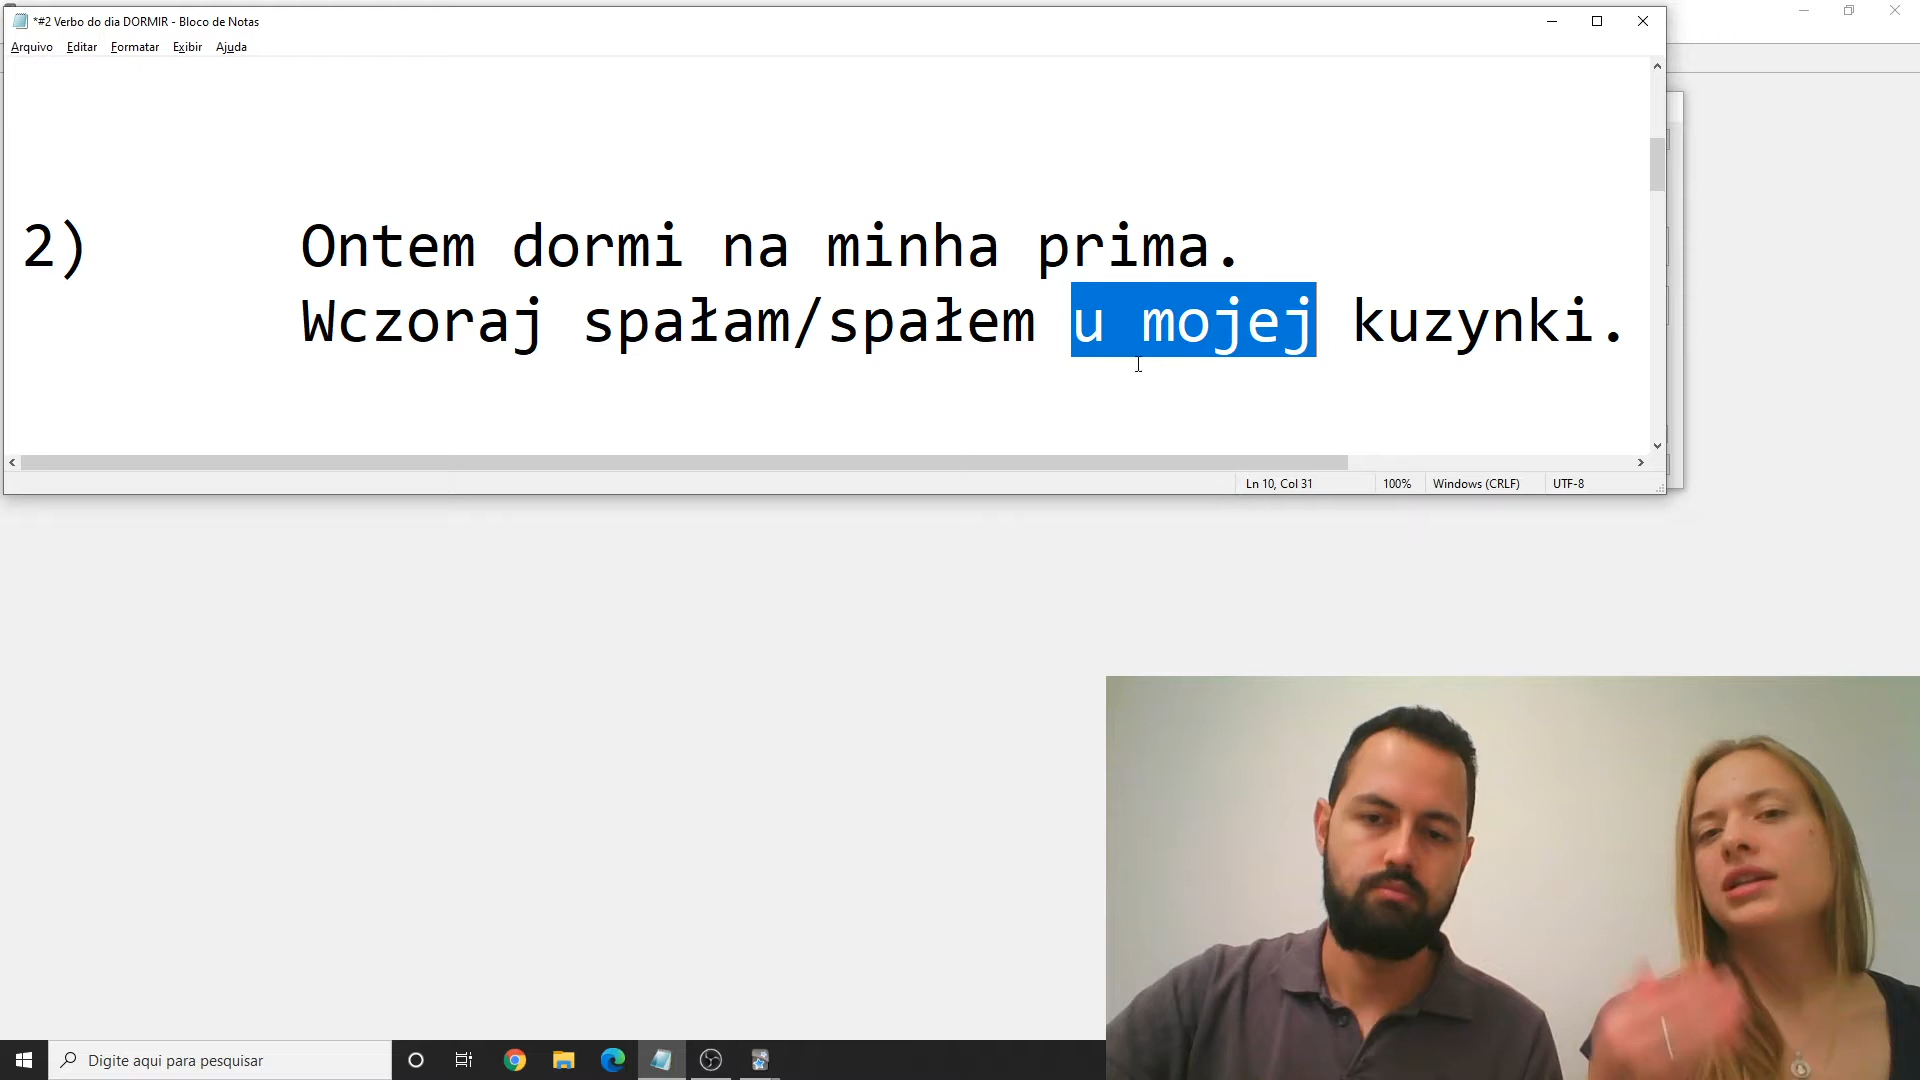 *#2 Verbo do dia DORMIR - Bloco de Notas
Arquivo Editar Formatar Exibir Ajuda
2) Ontem dormi na minha prima.
Wczoraj spałam/spałem u mojej kuzynki.
Ln 10, Col 31 100% Windows (CRLF) UTF-8
Digite aqui para pesquisar